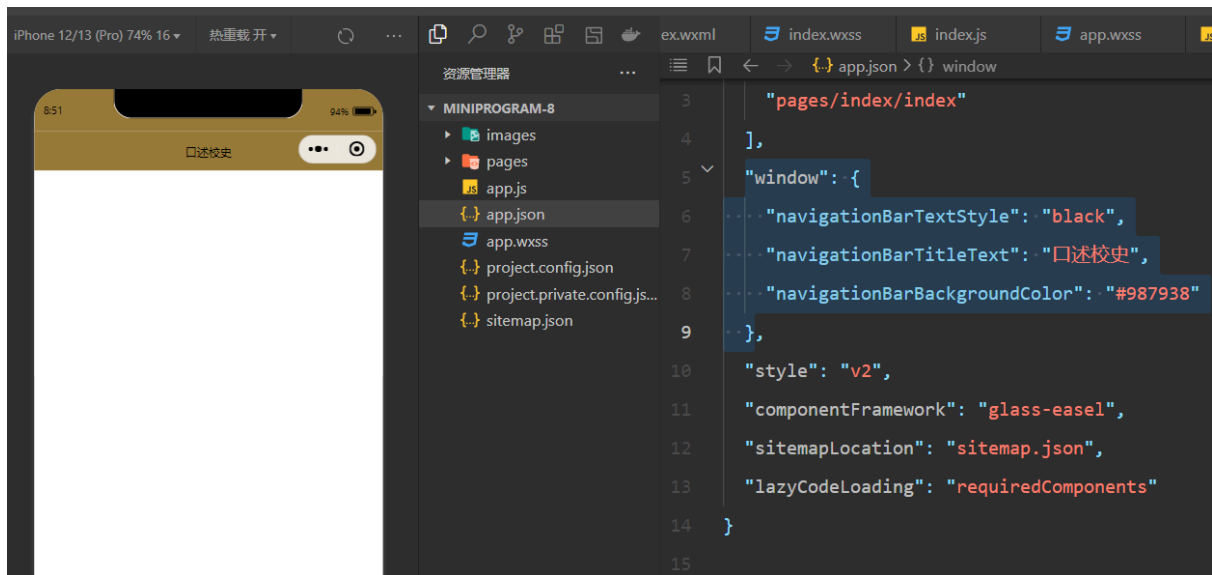 iPhone 12/13 (Pro) 74% 16 热重载 开
8:51
94%
口述校史
资源管理器
MINIPROGRAM-8
images
pages
JS app.js
{..} app.json
app.wxss
{..} project.config.json
{..} project.private.config.js...
{..} sitemap.json
ex.wxml index.wxss JS index.js app.wxss
{..} app.json > {} window
3 "pages/index/index"
4 ],
5 "window": {
6 "navigationBarTextStyle": "black",
7 "navigationBarTitleText": "口述校史",
8 "navigationBarBackgroundColor": "#987938"
9 },
10 "style": "v2",
11 "componentFramework": "glass-easel",
12 "sitemapLocation": "sitemap.json",
13 "lazyCodeLoading": "requiredComponents"
14 }
15